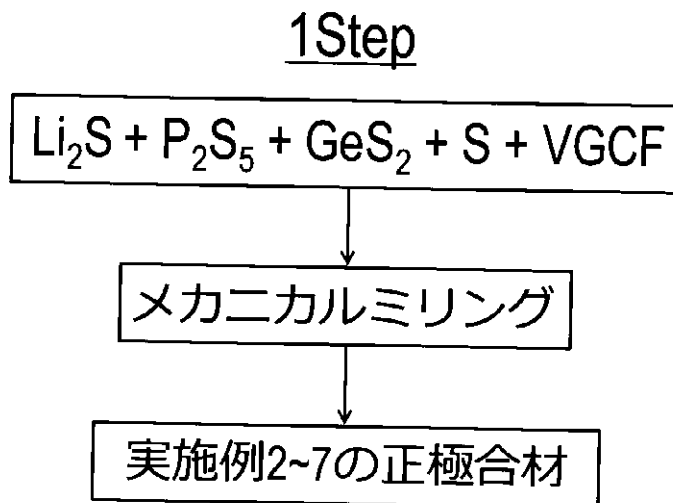 1Step
Li₂S + P₂S₅ + GeS₂ + S + VGCF
メカニカルミリング
実施例2~7の正極合材